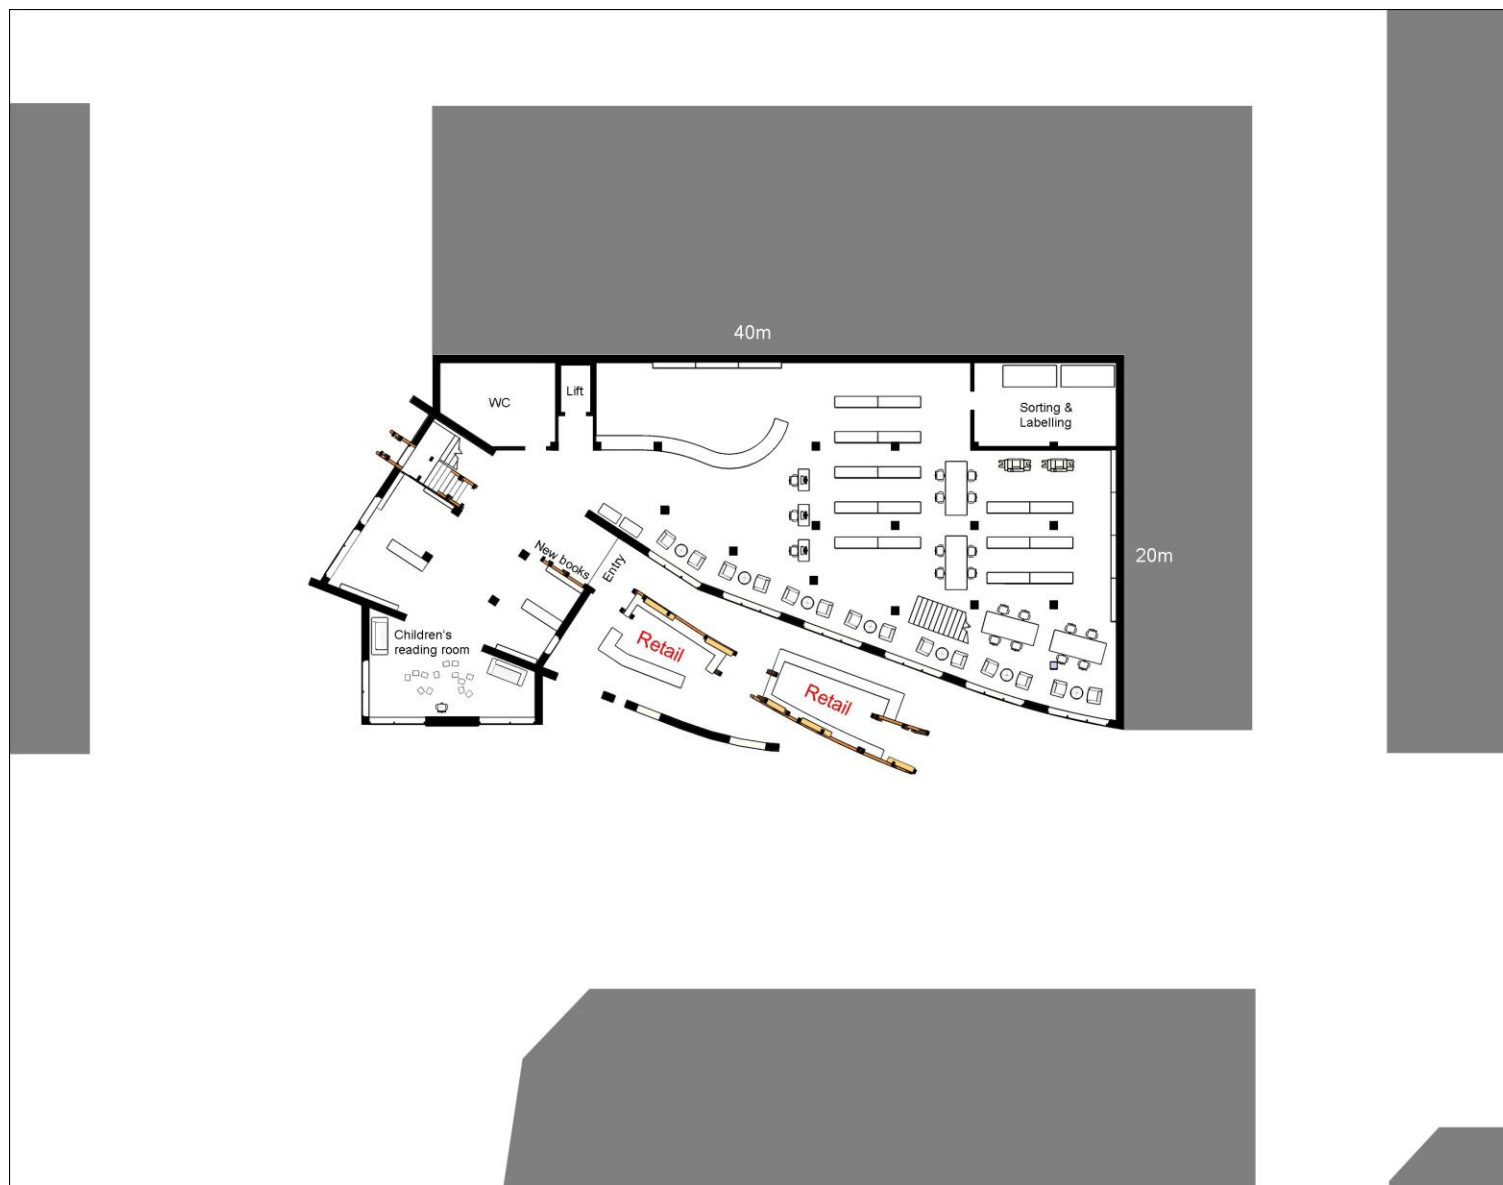 40m
Lift
WC
Sorting &
Labelling
New books
Entry
20m
Children's
reading room
Retail
Retail